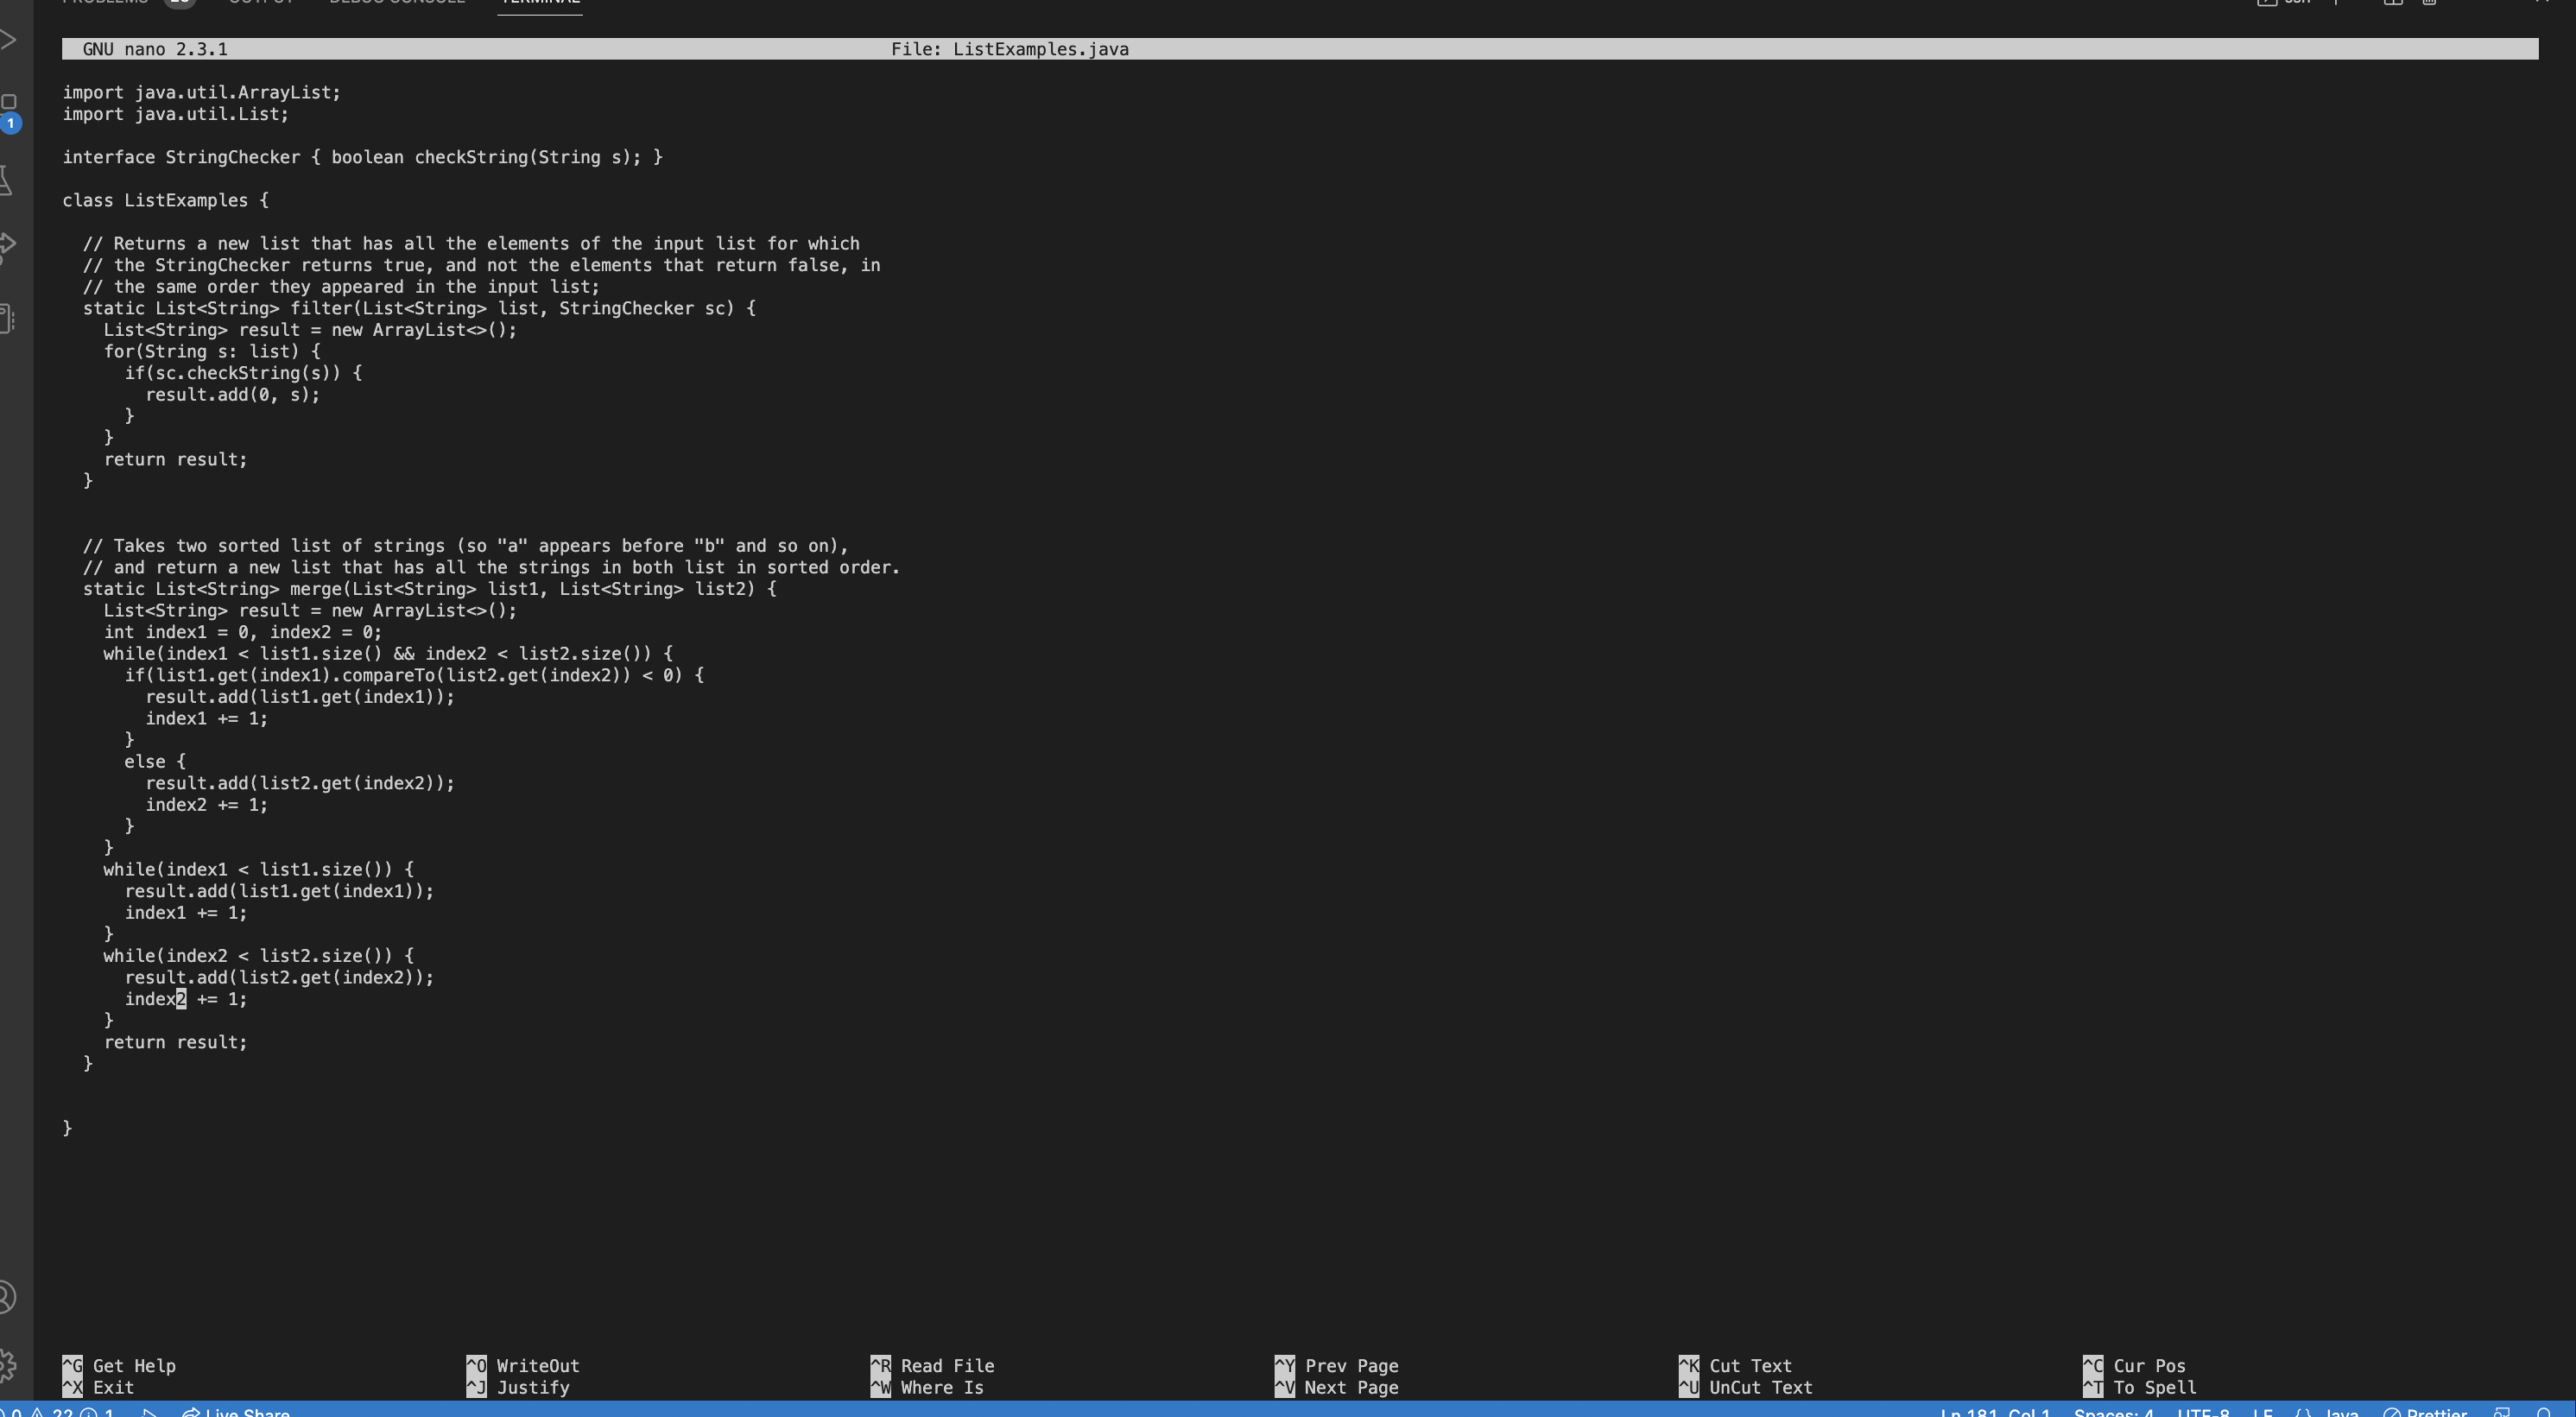 PROBLEMS OUTPUT DEBUG CONSOLE TERMINAL ssh
GNU nano 2.3.1 File: ListExamples.java
import java.util.ArrayList;
import java.util.List;
interface StringChecker { boolean checkString(String s); }
1
class ListExamples {
// Returns a new list that has all the elements of the input list for which
// the StringChecker returns true, and not the elements that return false, in
// the same order they appeared in the input list;
static List<String> filter(List<String> list, StringChecker sc) {
List<String> result = new ArrayList<>();
for(String s: list) {
if(sc.checkString(s)) {
result.add(0, s);
}
}
return result;
}
// Takes two sorted list of strings (so "a" appears before "b" and so on),
// and return a new list that has all the strings in both list in sorted order.
static List<String> merge(List<String> list1, List<String> list2) {
List<String> result = new ArrayList<>();
int index1 = 0, index2 = 0;
while(index1 < list1.size() && index2 < list2.size()) {
if(list1.get(index1).compareTo(list2.get(index2)) < 0) {
result.add(list1.get(index1));
index1 += 1;
}
else {
result.add(list2.get(index2));
index2 += 1;
}
}
while(index1 < list1.size()) {
result.add(list1.get(index1));
index1 += 1;
}
while(index2 < list2.size()) {
result.add(list2.get(index2));
index2 += 1;
}
return result;
}
}
^G Get Help ^O WriteOut ^R Read File ^Y Prev Page ^K Cut Text ^C Cur Pos
^X Exit ^J Justify ^W Where Is ^V Next Page ^U UnCut Text ^T To Spell
0 22 1 Live Share Ln 181, Col 1 Spaces: 4 UTF-8 LF {} Java Prettier